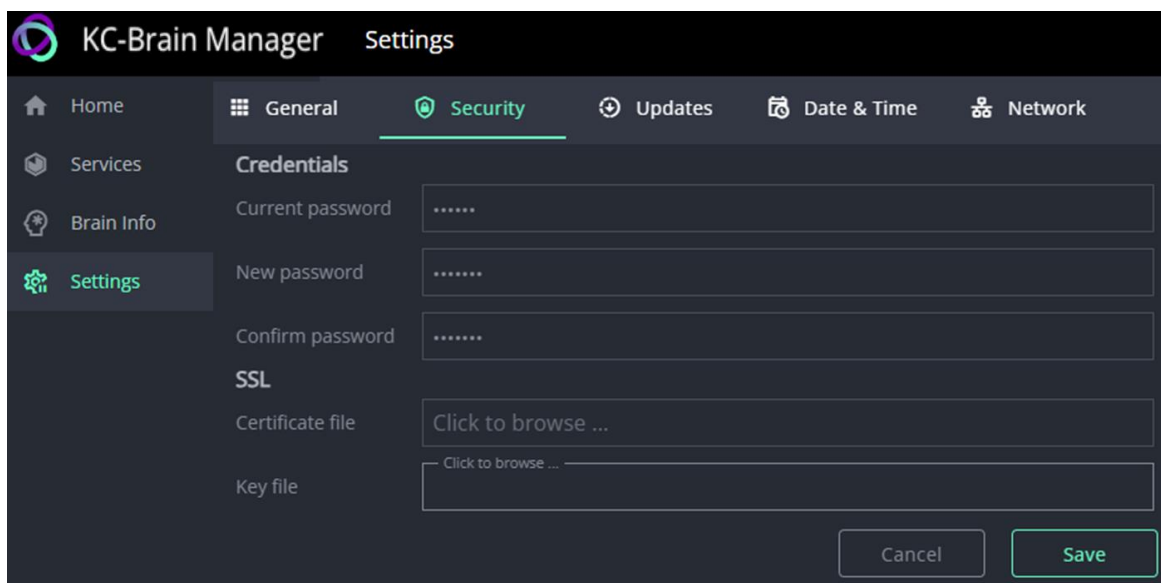 KC-Brain Manager Settings
Home
Services
Brain Info
Settings
General Security Updates Date & Time Network
Credentials
Current password ••••••
New password •••••••
Confirm password •••••••
SSL
Certificate file Click to browse ...
Click to browse ...
Key file
Cancel Save